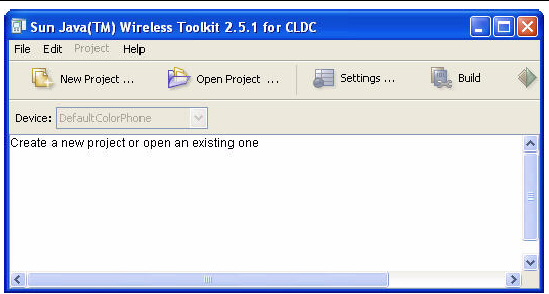 Sun Java(TM) Wireless Toolkit 2.5.1 for CLDC
File Edit Project Help
New Project ... Open Project ... Settings ... Build
Device: DefaultColorPhone
Create a new project or open an existing one